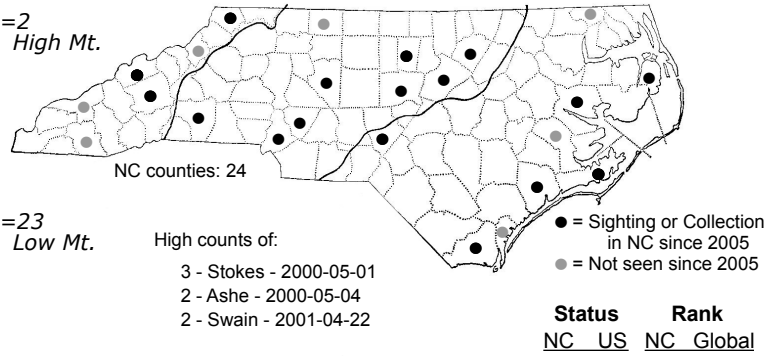 =2
High Mt.
NC counties: 24
=23
Low Mt.
High counts of:
3 - Stokes - 2000-05-01
2 - Ashe - 2000-05-04
2 - Swain - 2001-04-22
= Sighting or Collection
in NC since 2005
= Not seen since 2005
Status Rank
NC US NC Global